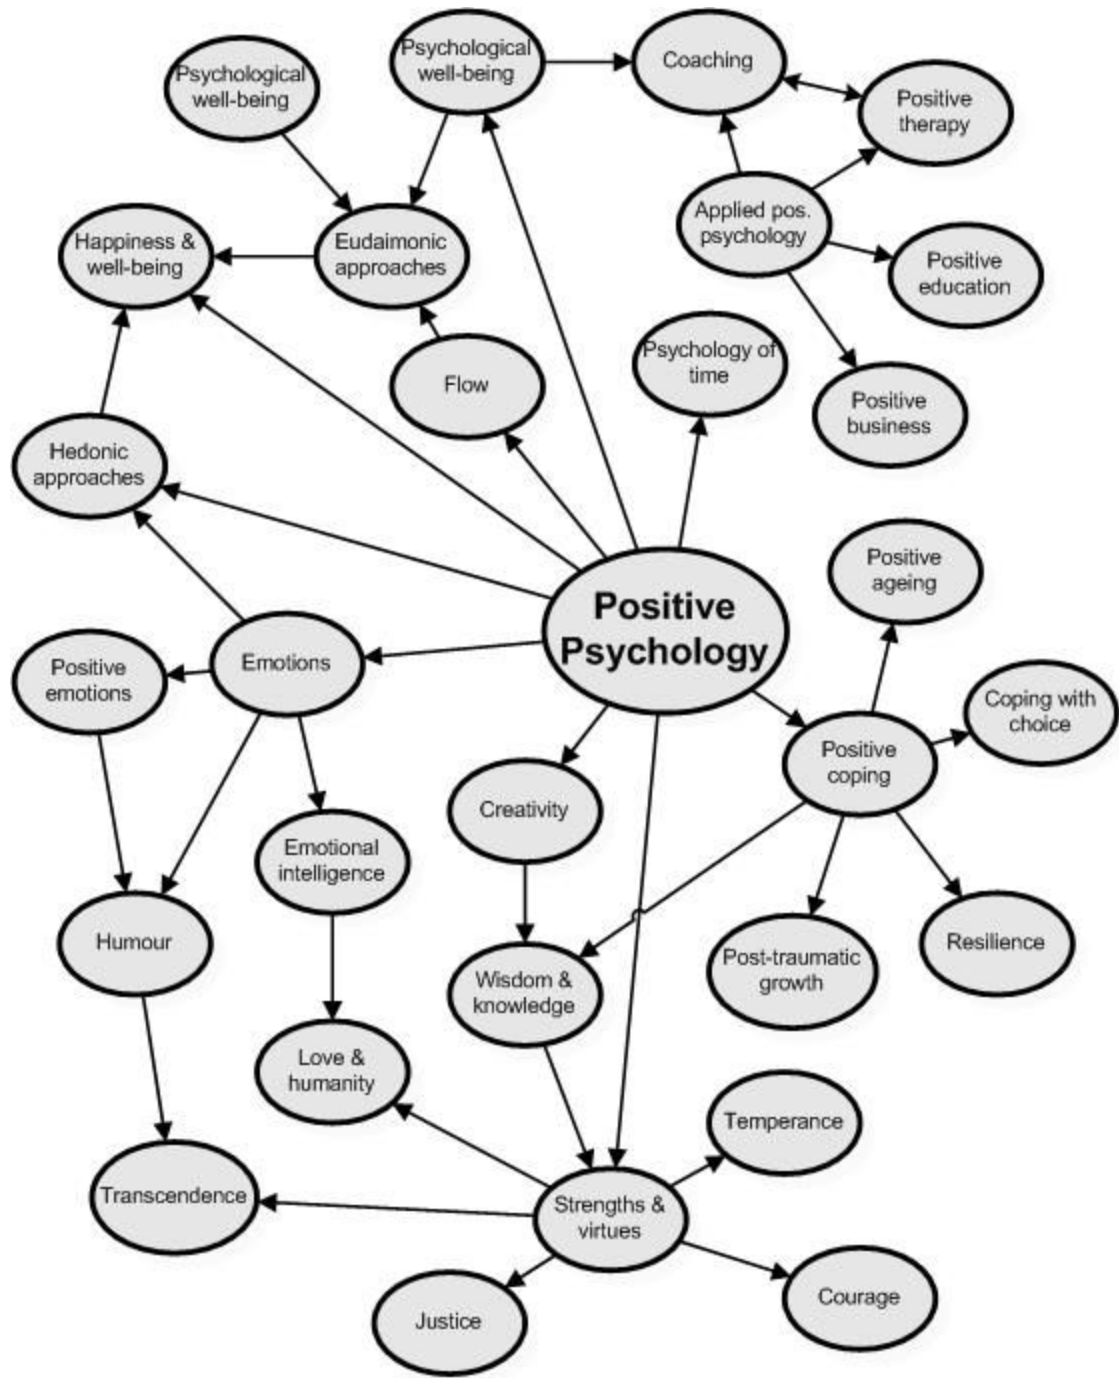 Psychological
well-being
Psychological
well-being
Coaching
Positive
therapy
Happiness &
well-being
Eudaimonic
approaches
Applied pos.
psychology
Positive
education
Flow
Psychology of
time
Positive
business
Hedonic
approaches
Positive
ageing
Positive
Psychology
Positive
emotions
Emotions
Coping with
choice
Positive
coping
Creativity
Emotional
intelligence
Humour
Wisdom &
knowledge
Post-traumatic
growth
Resilience
Love &
humanity
Temperance
Transcendence
Strengths &
virtues
Justice
Courage